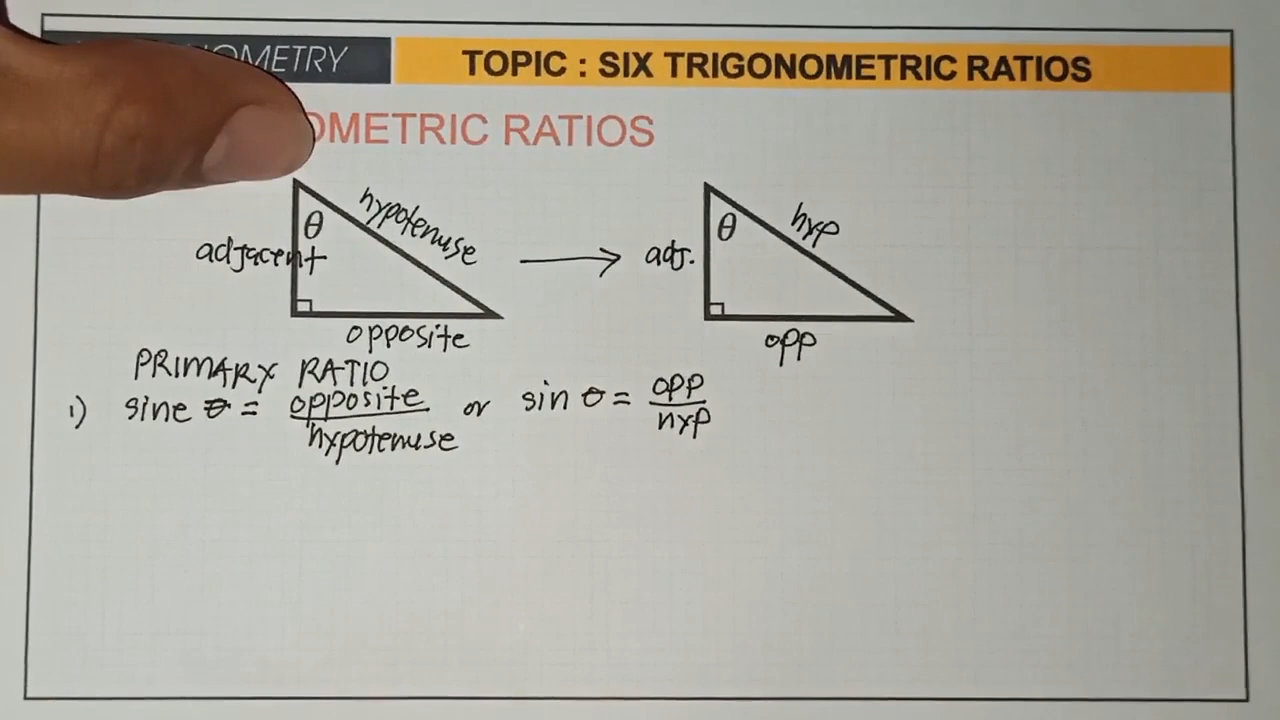 OMETRY
TOPIC : SIX TRIGONOMETRIC RATIOS
OMETRIC RATIOS
θ
hypotenuse
adjacent
opposite
θ
hyp
adj.
opp
PRIMARY RATIO
1) sine θ = opposite / hypotenuse or sin θ = opp / hyp